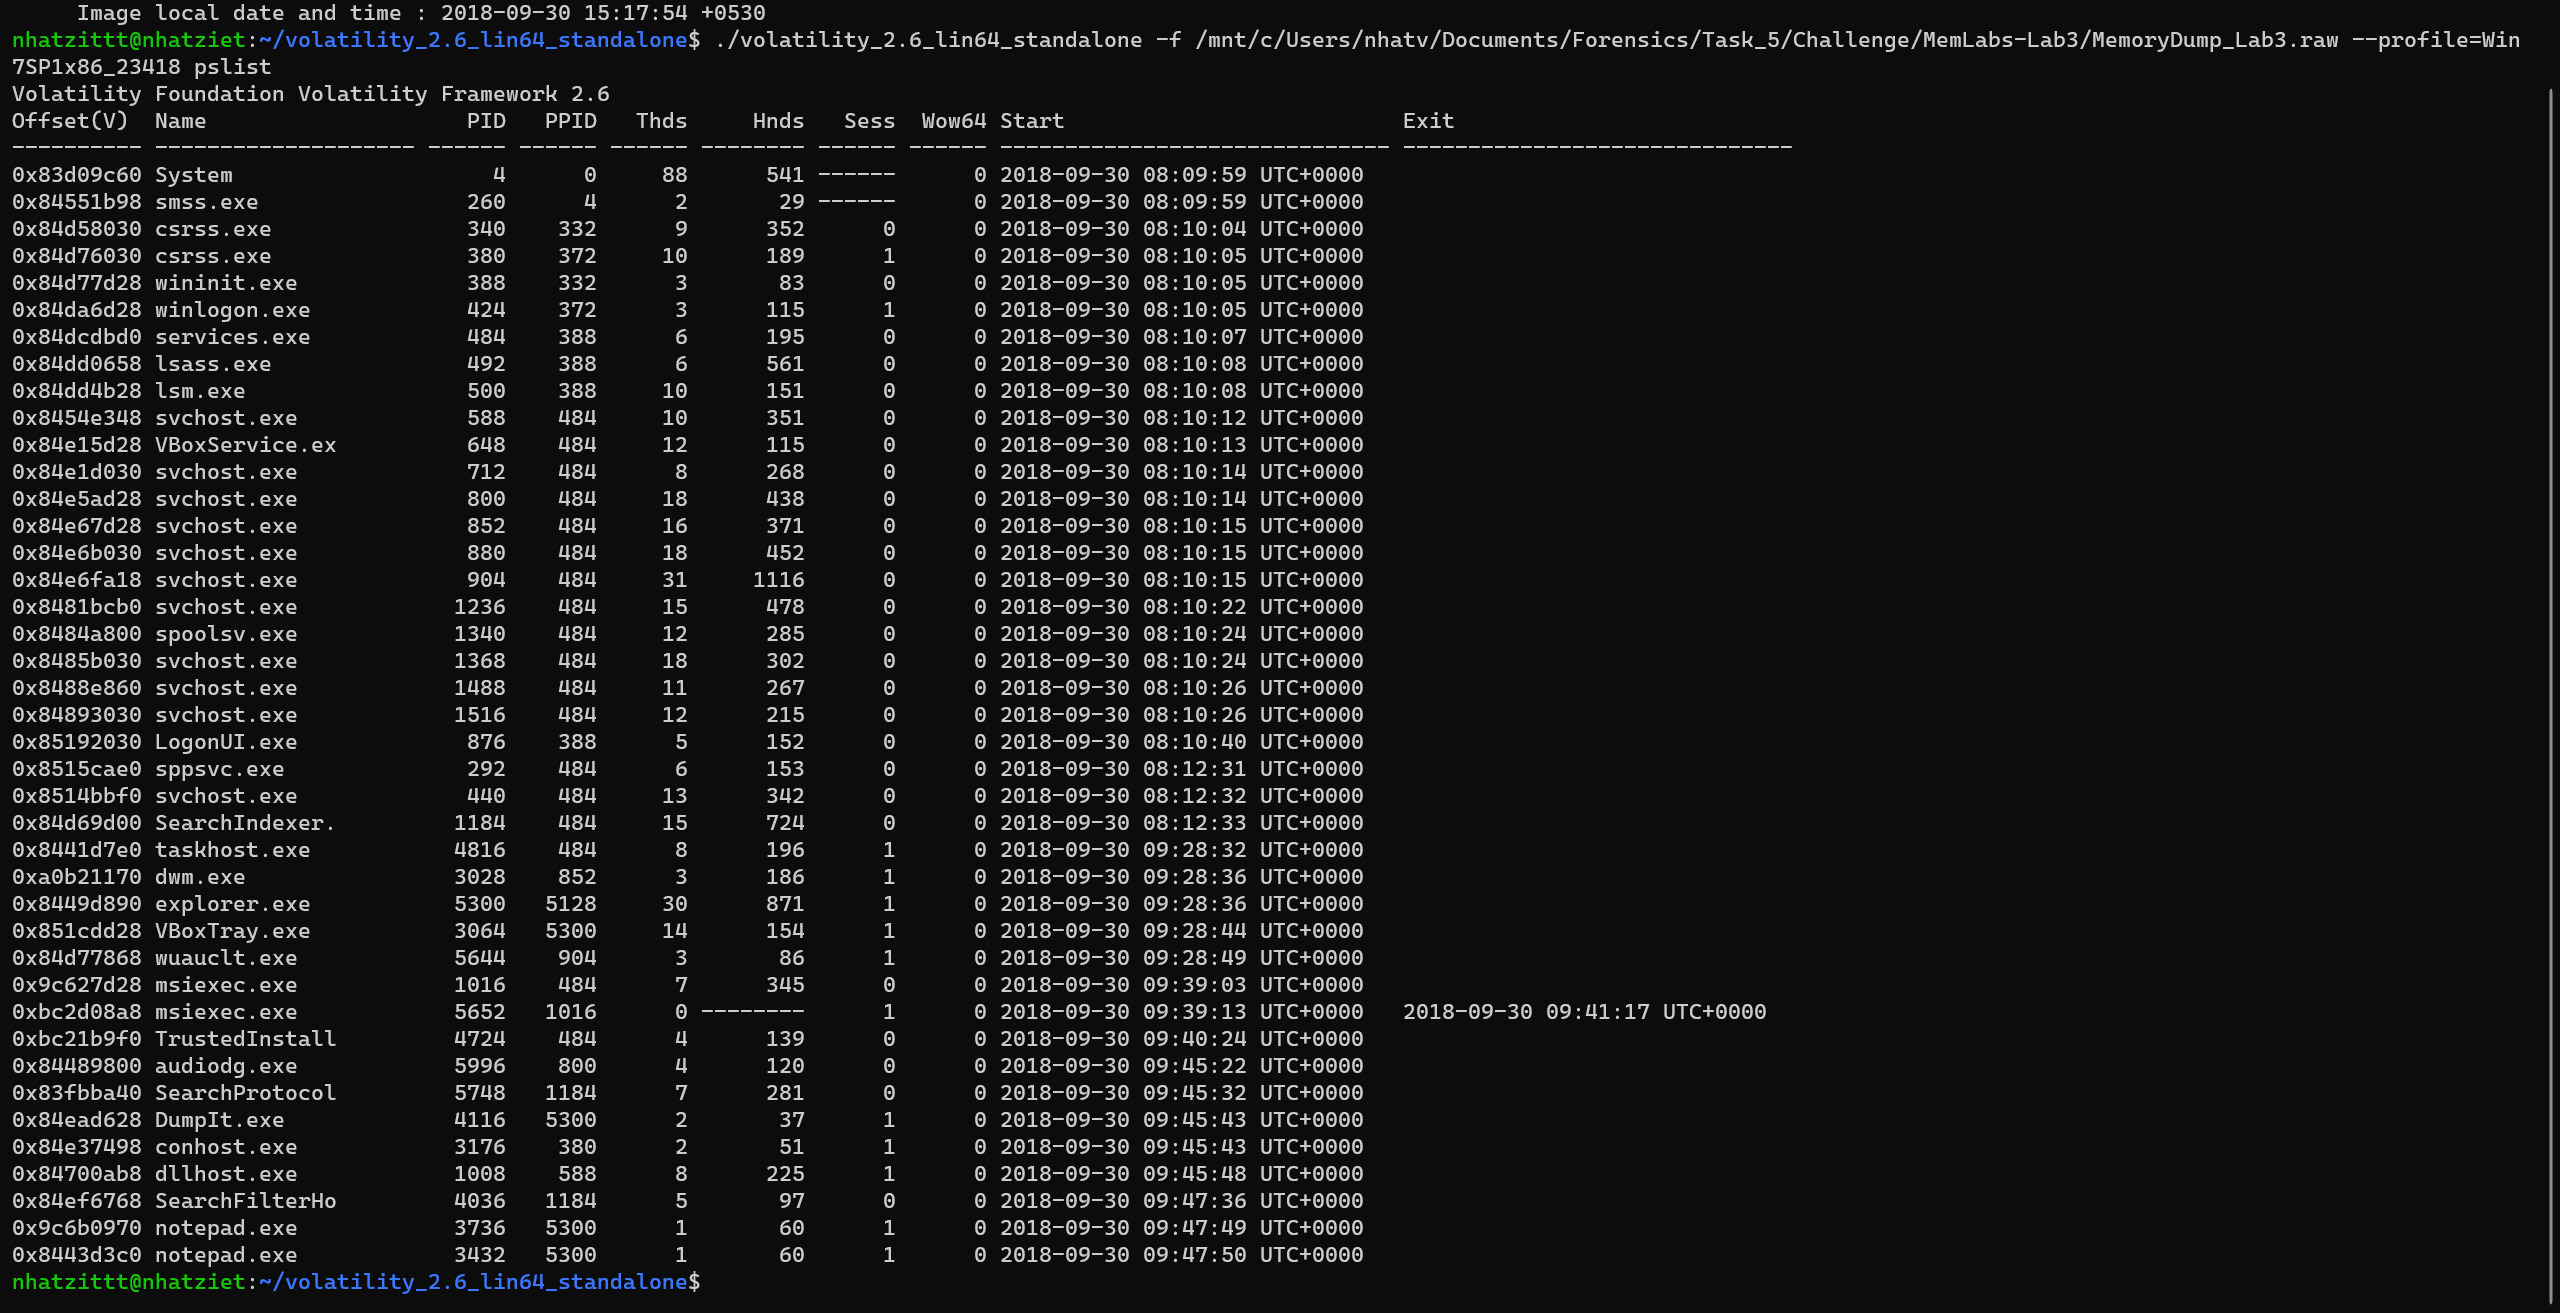 Image local date and time : 2018-09-30 15:17:54 +0530
nhatzittt@nhatziet:~/volatility_2.6_lin64_standalone$ ./volatility_2.6_lin64_standalone -f /mnt/c/Users/nhatv/Documents/Forensics/Task_5/Challenge/MemLabs-Lab3/MemoryDump_Lab3.raw --profile=Win
7SP1x86_23418 pslist
Volatility Foundation Volatility Framework 2.6
Offset(V)  Name                    PID   PPID   Thds     Hnds   Sess  Wow64 Start                          Exit
---------- -------------------- ------ ------ ------ -------- ------ ------ ------------------------------ ------------------------------
0x83d09c60 System                    4      0     88      541 ------      0 2018-09-30 08:09:59 UTC+0000
0x84551b98 smss.exe                260      4      2       29 ------      0 2018-09-30 08:09:59 UTC+0000
0x84d58030 csrss.exe               340    332      9      352      0      0 2018-09-30 08:10:04 UTC+0000
0x84d76030 csrss.exe               380    372     10      189      1      0 2018-09-30 08:10:05 UTC+0000
0x84d77d28 wininit.exe             388    332      3       83      0      0 2018-09-30 08:10:05 UTC+0000
0x84da6d28 winlogon.exe            424    372      3      115      1      0 2018-09-30 08:10:05 UTC+0000
0x84dcdbd0 services.exe            484    388      6      195      0      0 2018-09-30 08:10:07 UTC+0000
0x84dd0658 lsass.exe               492    388      6      561      0      0 2018-09-30 08:10:08 UTC+0000
0x84dd4b28 lsm.exe                 500    388     10      151      0      0 2018-09-30 08:10:08 UTC+0000
0x8454e348 svchost.exe             588    484     10      351      0      0 2018-09-30 08:10:12 UTC+0000
0x84e15d28 VBoxService.ex          648    484     12      115      0      0 2018-09-30 08:10:13 UTC+0000
0x84e1d030 svchost.exe             712    484      8      268      0      0 2018-09-30 08:10:14 UTC+0000
0x84e5ad28 svchost.exe             800    484     18      438      0      0 2018-09-30 08:10:14 UTC+0000
0x84e67d28 svchost.exe             852    484     16      371      0      0 2018-09-30 08:10:15 UTC+0000
0x84e6b030 svchost.exe             880    484     18      452      0      0 2018-09-30 08:10:15 UTC+0000
0x84e6fa18 svchost.exe             904    484     31     1116      0      0 2018-09-30 08:10:15 UTC+0000
0x8481bcb0 svchost.exe            1236    484     15      478      0      0 2018-09-30 08:10:22 UTC+0000
0x8484a800 spoolsv.exe            1340    484     12      285      0      0 2018-09-30 08:10:24 UTC+0000
0x8485b030 svchost.exe            1368    484     18      302      0      0 2018-09-30 08:10:24 UTC+0000
0x8488e860 svchost.exe            1488    484     11      267      0      0 2018-09-30 08:10:26 UTC+0000
0x84893030 svchost.exe            1516    484     12      215      0      0 2018-09-30 08:10:26 UTC+0000
0x85192030 LogonUI.exe             876    388      5      152      0      0 2018-09-30 08:10:40 UTC+0000
0x8515cae0 sppsvc.exe              292    484      6      153      0      0 2018-09-30 08:12:31 UTC+0000
0x8514bbf0 svchost.exe             440    484     13      342      0      0 2018-09-30 08:12:32 UTC+0000
0x84d69d00 SearchIndexer.         1184    484     15      724      0      0 2018-09-30 08:12:33 UTC+0000
0x8441d7e0 taskhost.exe           4816    484      8      196      1      0 2018-09-30 09:28:32 UTC+0000
0xa0b21170 dwm.exe                3028    852      3      186      1      0 2018-09-30 09:28:36 UTC+0000
0x8449d890 explorer.exe           5300   5128     30      871      1      0 2018-09-30 09:28:36 UTC+0000
0x851cdd28 VBoxTray.exe           3064   5300     14      154      1      0 2018-09-30 09:28:44 UTC+0000
0x84d77868 wuauclt.exe            5644    904      3       86      1      0 2018-09-30 09:28:49 UTC+0000
0x9c627d28 msiexec.exe            1016    484      7      345      0      0 2018-09-30 09:39:03 UTC+0000
0xbc2d08a8 msiexec.exe            5652   1016      0 --------      1      0 2018-09-30 09:39:13 UTC+0000   2018-09-30 09:41:17 UTC+0000
0xbc21b9f0 TrustedInstall         4724    484      4      139      0      0 2018-09-30 09:40:24 UTC+0000
0x84489800 audiodg.exe            5996    800      4      120      0      0 2018-09-30 09:45:22 UTC+0000
0x83fbba40 SearchProtocol         5748   1184      7      281      0      0 2018-09-30 09:45:32 UTC+0000
0x84ead628 DumpIt.exe             4116   5300      2       37      1      0 2018-09-30 09:45:43 UTC+0000
0x84e37498 conhost.exe            3176    380      2       51      1      0 2018-09-30 09:45:43 UTC+0000
0x84700ab8 dllhost.exe            1008    588      8      225      1      0 2018-09-30 09:45:48 UTC+0000
0x84ef6768 SearchFilterHo         4036   1184      5       97      0      0 2018-09-30 09:47:36 UTC+0000
0x9c6b0970 notepad.exe            3736   5300      1       60      1      0 2018-09-30 09:47:49 UTC+0000
0x8443d3c0 notepad.exe            3432   5300      1       60      1      0 2018-09-30 09:47:50 UTC+0000
nhatzittt@nhatziet:~/volatility_2.6_lin64_standalone$